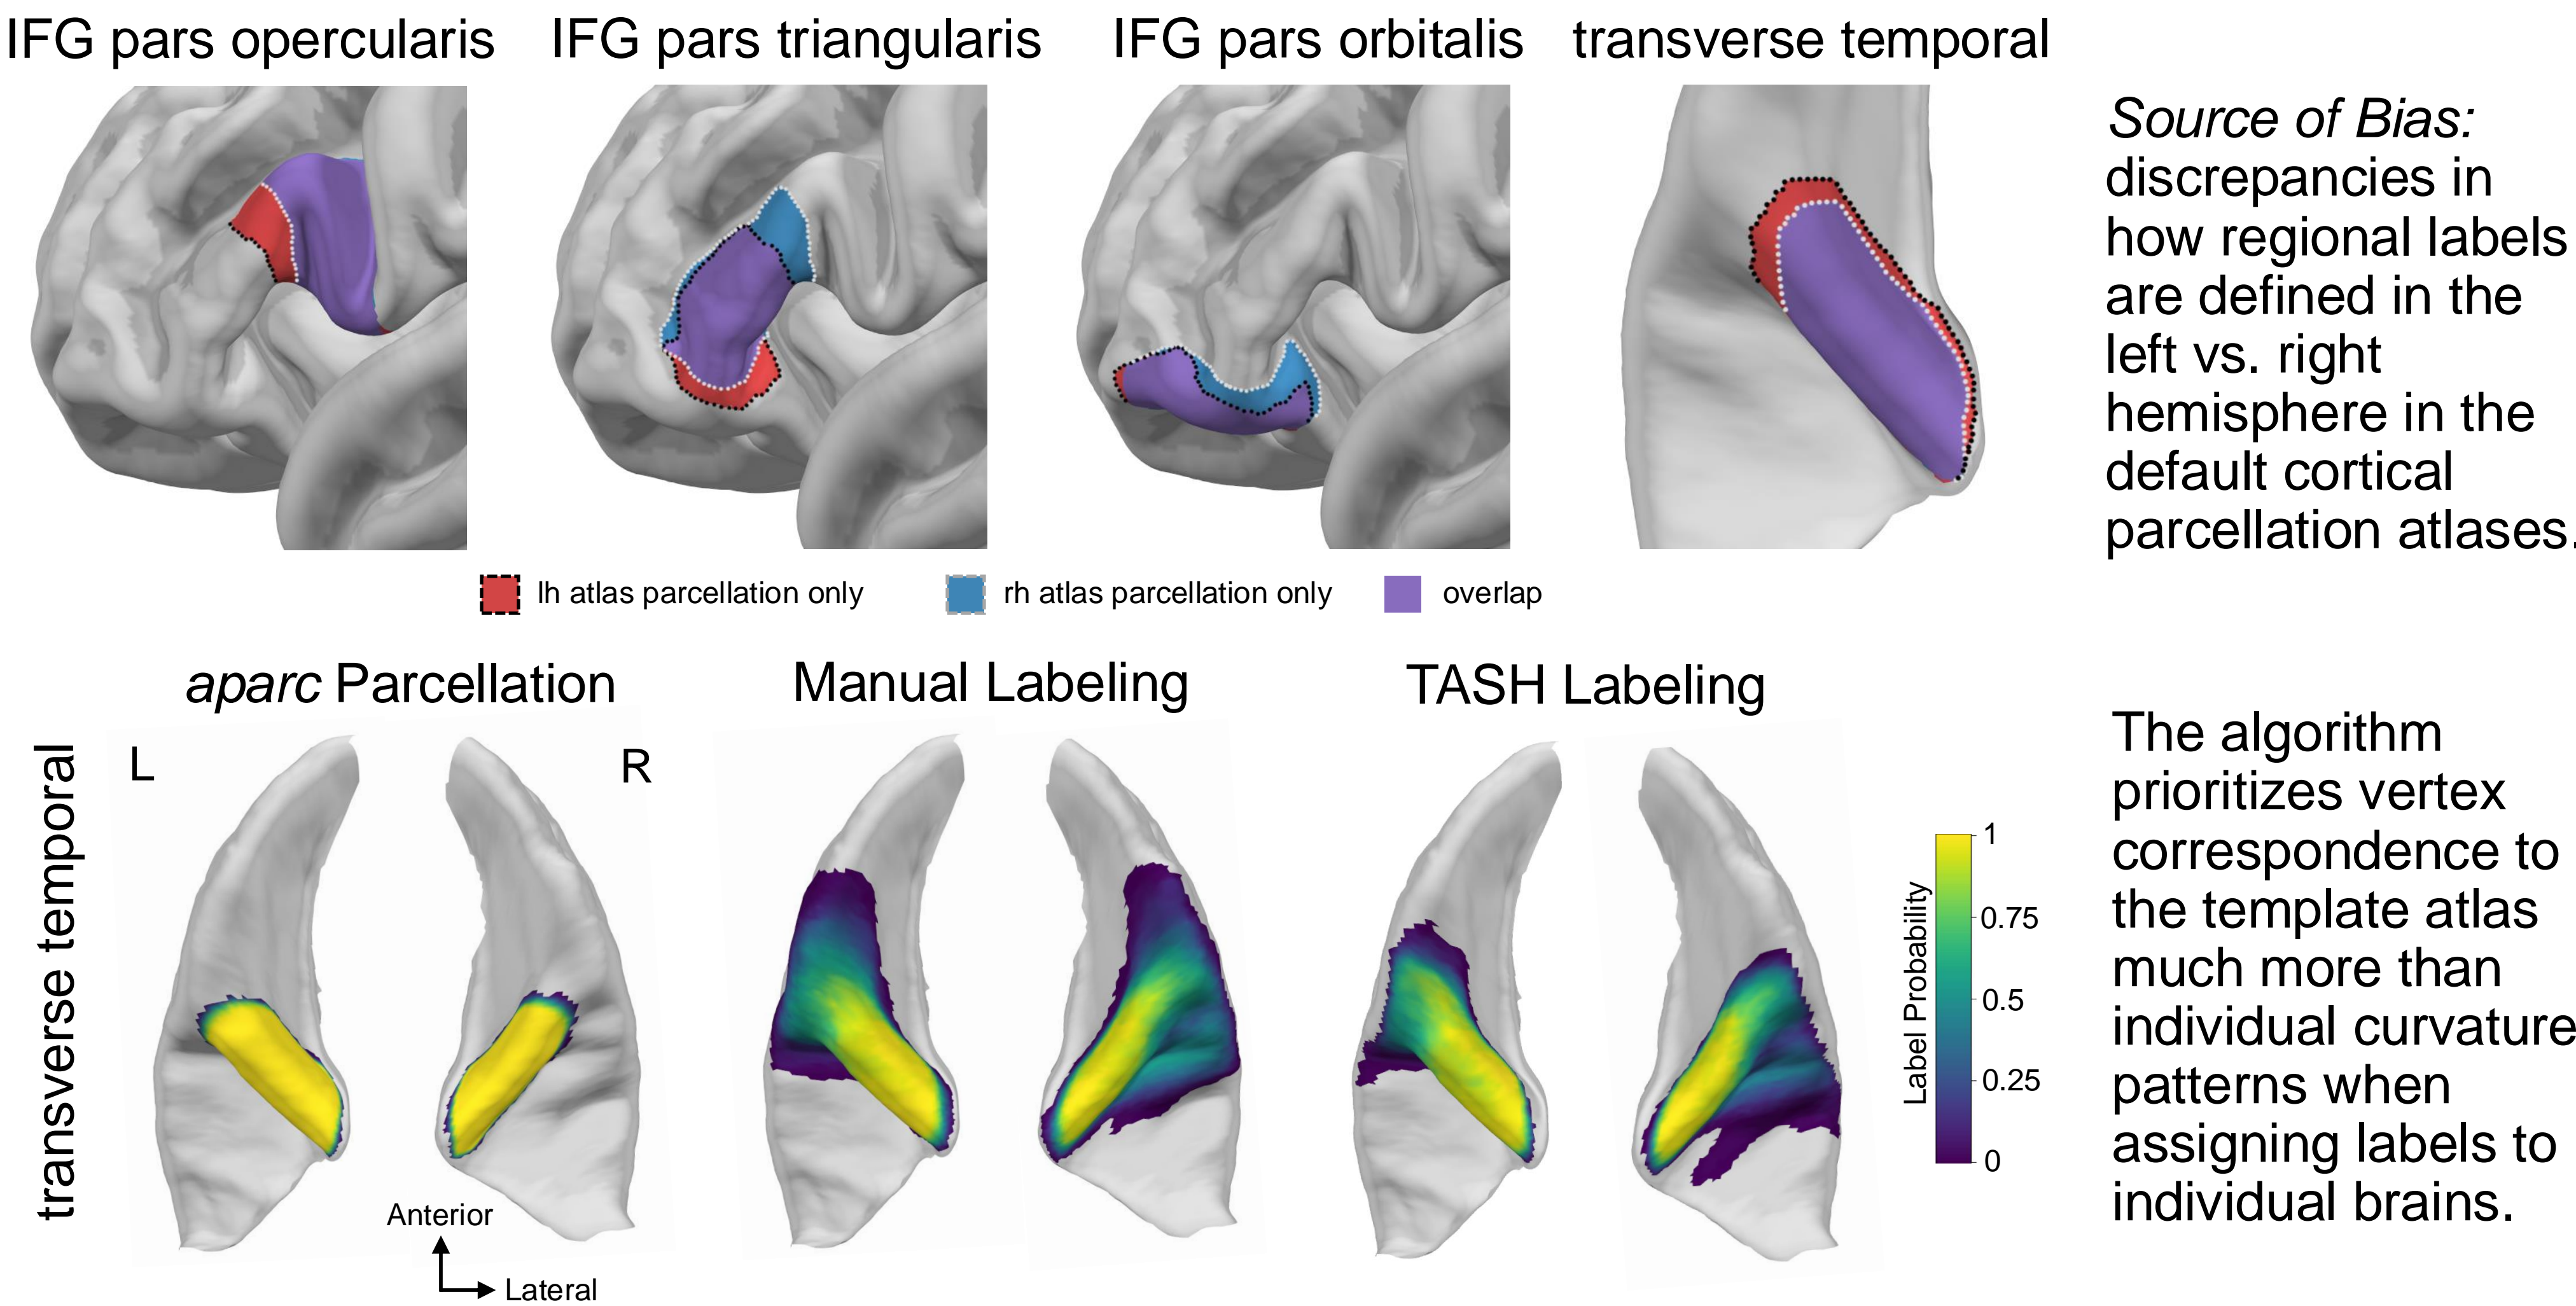 IFG pars opercularis
IFG pars triangularis
IFG pars orbitalis
transverse temporal
Source of Bias:
discrepancies in
how regional labels
are defined in the
left vs. right
hemisphere in the
default cortical
parcellation atlases.
lh atlas parcellation only
rh atlas parcellation only
overlap
aparc Parcellation
Manual Labeling
TASH Labeling
transverse temporal
L
R
Anterior
Lateral
Label Probability
1
0.75
0.5
0.25
0
The algorithm
prioritizes vertex
correspondence to
the template atlas
much more than
individual curvature
patterns when
assigning labels to
individual brains.